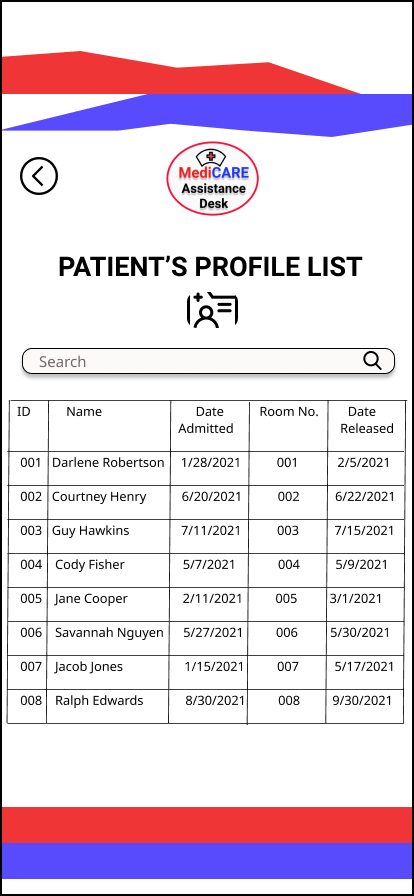 MediCARE
Assistance
Desk
PATIENT’S PROFILE LIST
Search
ID Name Date Admitted Room No. Date Released
001 Darlene Robertson 1/28/2021 001 2/5/2021
002 Courtney Henry 6/20/2021 002 6/22/2021
003 Guy Hawkins 7/11/2021 003 7/15/2021
004 Cody Fisher 5/7/2021 004 5/9/2021
005 Jane Cooper 2/11/2021 005 3/1/2021
006 Savannah Nguyen 5/27/2021 006 5/30/2021
007 Jacob Jones 1/15/2021 007 5/17/2021
008 Ralph Edwards 8/30/2021 008 9/30/2021